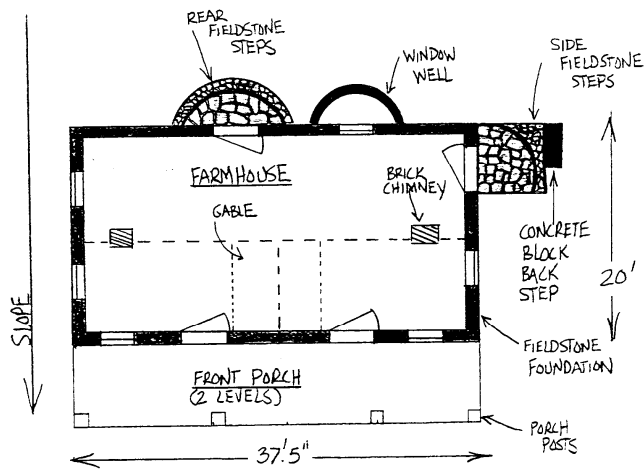 REAR
FIELDSTONE
STEPS
WINDOW
WELL
SIDE
FIELDSTONE
STEPS
FARMHOUSE
BRICK
CHIMNEY
GABLE
CONCRETE
BLOCK
BACK
STEP
20'
SLOPE
FIELDSTONE
FOUNDATION
FRONT PORCH
(2 LEVELS)
PORCH
POSTS
37'.5"